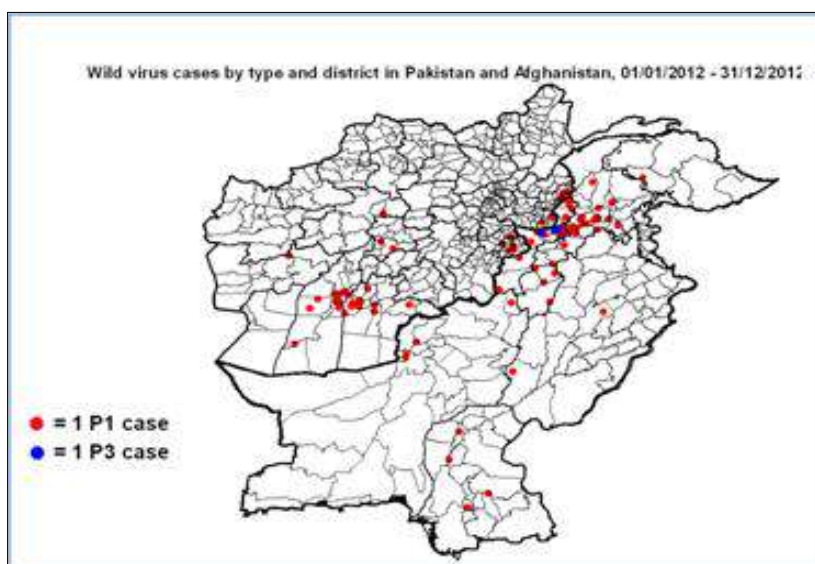 Wild virus cases by type and district in Pakistan and Afghanistan, 01/01/2012 - 31/12/2012
= 1 P1 case
= 1 P3 case